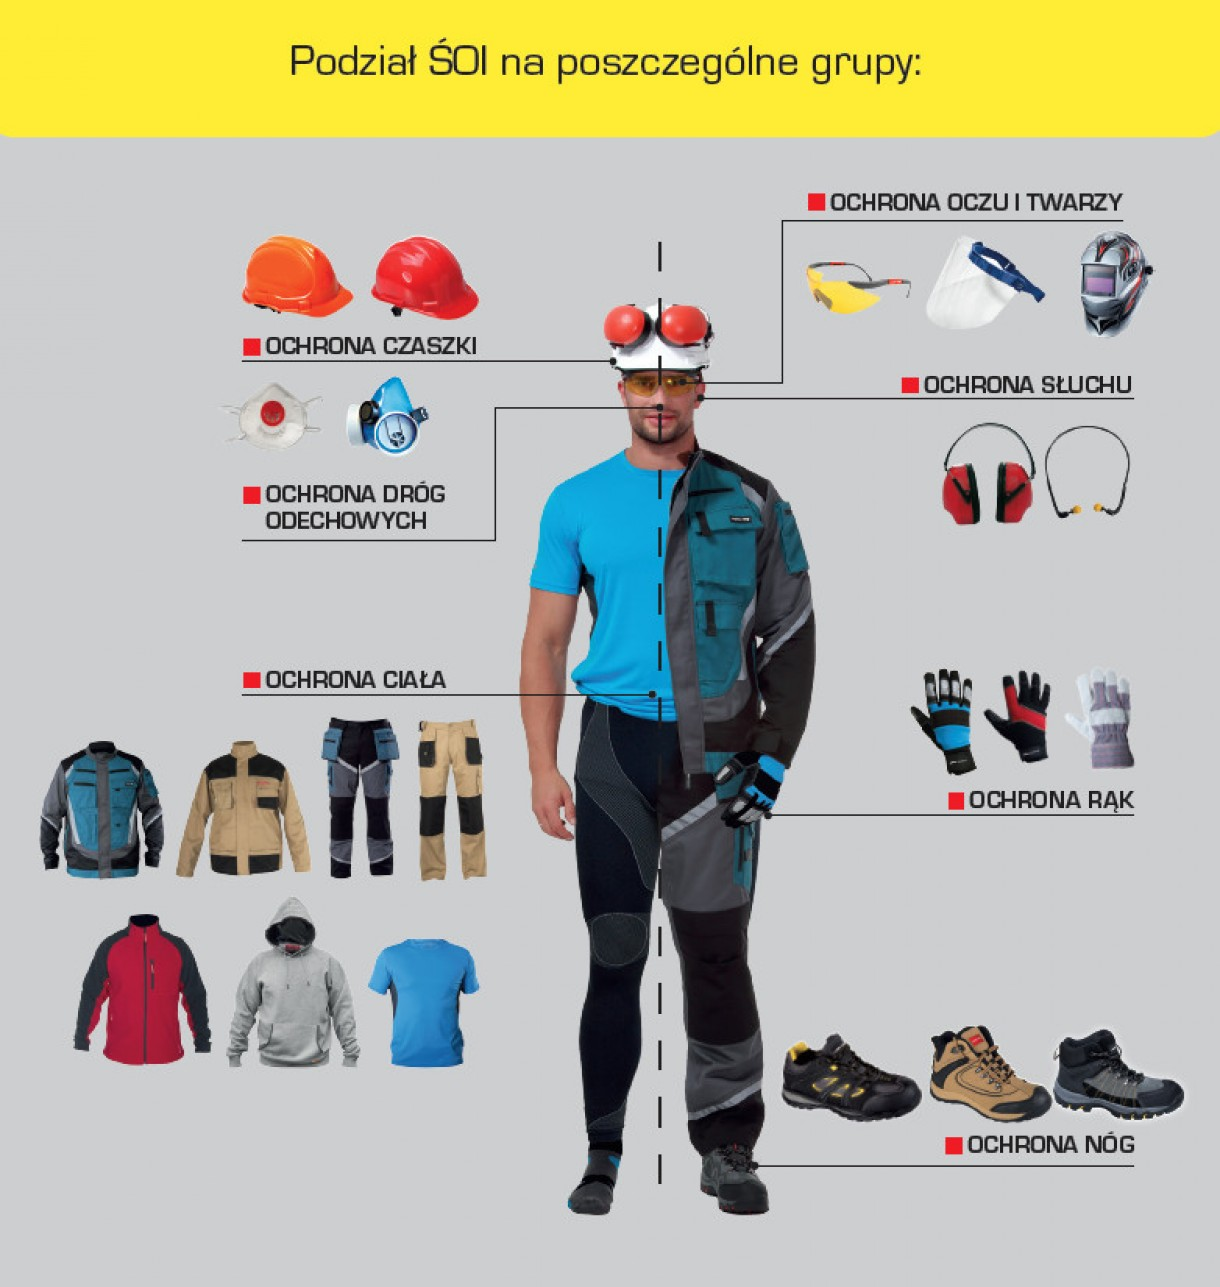 Podział ŚOI na poszczególne grupy:
OCHRONA OCZU I TWARZY
OCHRONA CZASZKI
OCHRONA SŁUCHU
OCHRONA DRÓG
ODECHOWYCH
OCHRONA CIAŁA
OCHRONA RĄK
OCHRONA NÓG